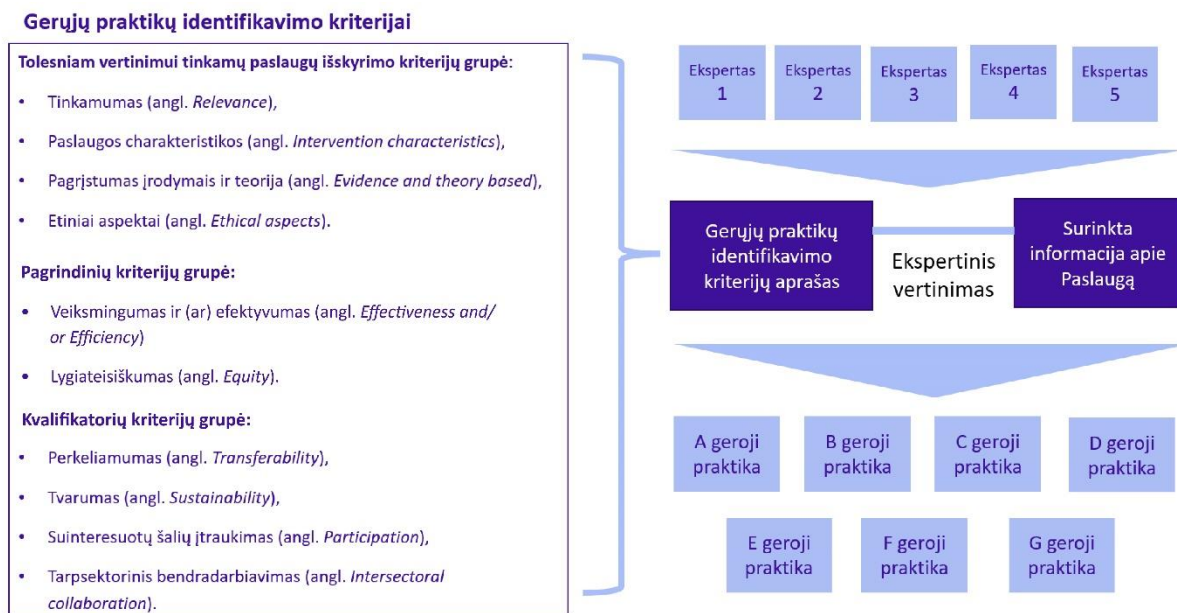 Gerųjų praktikų identifikavimo kriterijai
Tolesniam vertinimui tinkamų paslaugų išskyrimo kriterijų grupė:
• Tinkamumas (angl. Relevance),
• Paslaugos charakteristikos (angl. Intervention characteristics),
• Pagrįstumas įrodymais ir teorija (angl. Evidence and theory based),
• Etiniai aspektai (angl. Ethical aspects).
Pagrindinių kriterijų grupė:
• Veiksmingumas ir (ar) efektyvumas (angl. Effectiveness and/
or Efficiency)
• Lygiateisiškumas (angl. Equity).
Kvalifikatorių kriterijų grupė:
• Perkeliamumas (angl. Transferability),
• Tvarumas (angl. Sustainability),
• Suinteresuotų šalių įtraukimas (angl. Participation),
• Tarpsektorinis bendradarbiavimas (angl. Intersectoral
collaboration).
Ekspertas
1
Ekspertas
2
Ekspertas
3
Ekspertas
4
Ekspertas
5
Gerųjų praktikų
identifikavimo
kriterijų aprašas
Ekspertinis
vertinimas
Surinkta
informacija apie
Paslaugą
A geroji
praktika
B geroji
praktika
C geroji
praktika
D geroji
praktika
E geroji
praktika
F geroji
praktika
G geroji
praktika